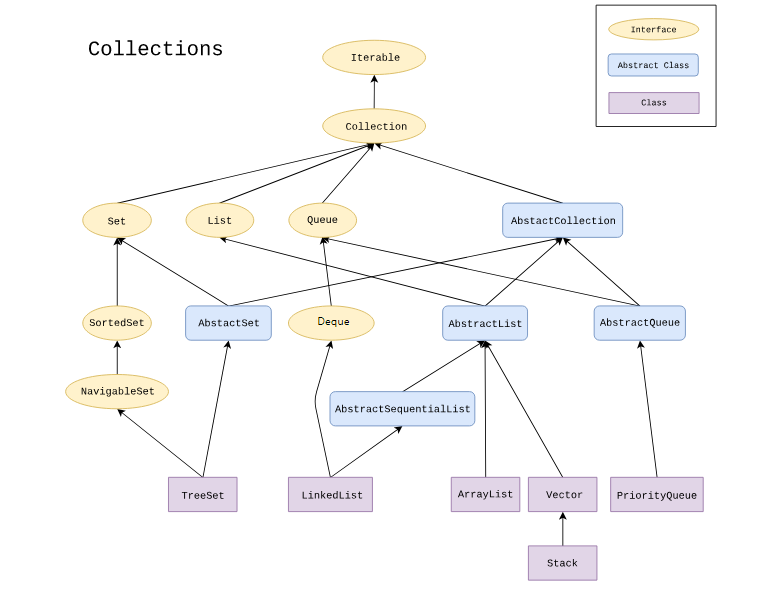 Collections
Interface
Abstract Class
Class
Iterable
Collection
Set
List
Queue
AbstactCollection
SortedSet
AbstactSet
Deque
AbstractList
AbstractQueue
NavigableSet
AbstractSequentialList
TreeSet
LinkedList
ArrayList
Vector
PriorityQueue
Stack